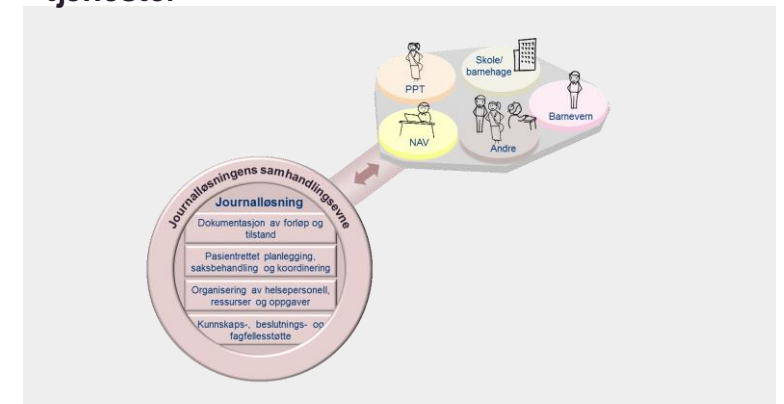 tjenester
Skole/
barnehage
PPT
Barnevern
NAV
Andre
Journalløsningens samhandlingsevne
Journalløsning
Dokumentasjon av forløp og
tilstand
Pasientrettet planlegging,
saksbehandling og koordinering
Organisering av helsepersonell,
ressurser og oppgaver
Kunnskaps-, beslutnings- og
fagfellesstøtte